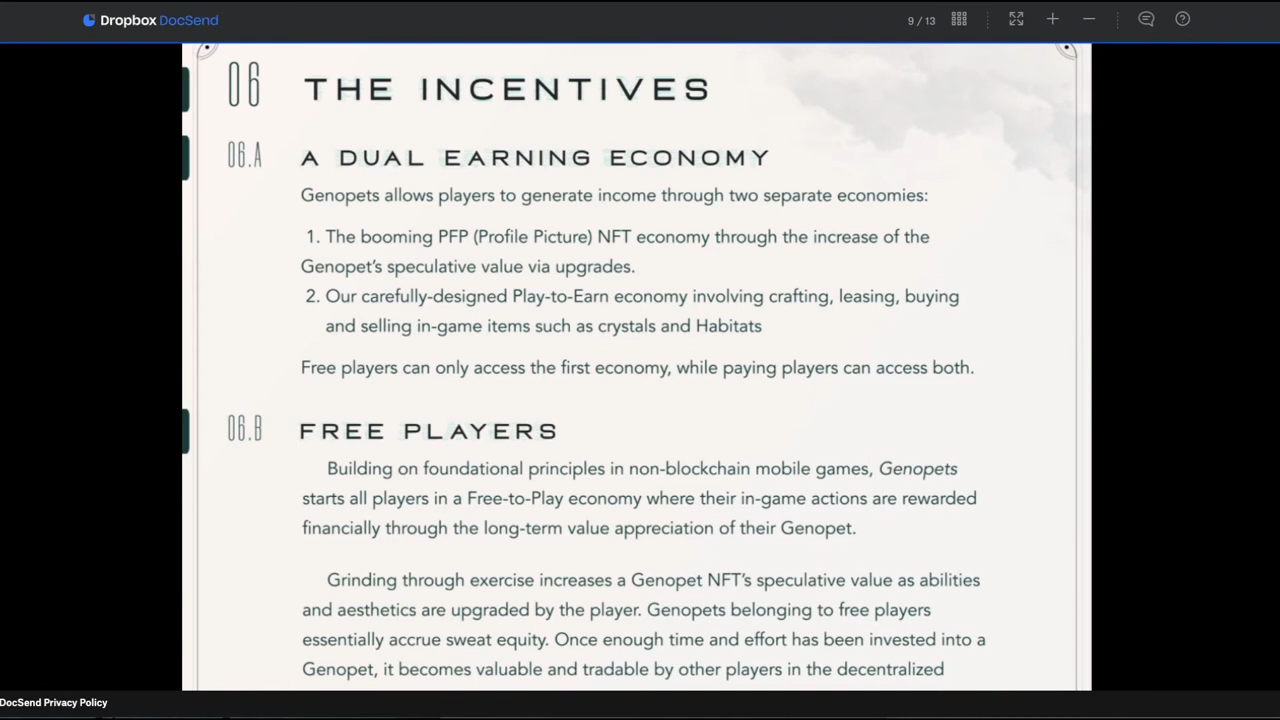 Dropbox DocSend
9 / 13
06 THE INCENTIVES
06.A A DUAL EARNING ECONOMY
Genopets allows players to generate income through two separate economies:
1. The booming PFP (Profile Picture) NFT economy through the increase of the
Genopet's speculative value via upgrades.
2. Our carefully-designed Play-to-Earn economy involving crafting, leasing, buying
and selling in-game items such as crystals and Habitats
Free players can only access the first economy, while paying players can access both.
06.B FREE PLAYERS
Building on foundational principles in non-blockchain mobile games, Genopets
starts all players in a Free-to-Play economy where their in-game actions are rewarded
financially through the long-term value appreciation of their Genopet.
Grinding through exercise increases a Genopet NFT's speculative value as abilities
and aesthetics are upgraded by the player. Genopets belonging to free players
essentially accrue sweat equity. Once enough time and effort has been invested into a
Genopet, it becomes valuable and tradable by other players in the decentralized
DocSend Privacy Policy